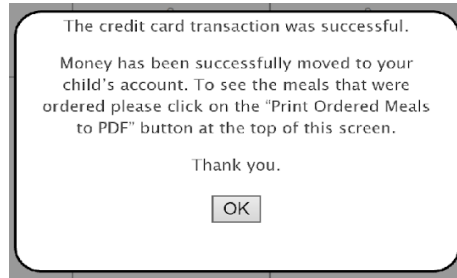 The credit card transaction was successful.
Money has been successfully moved to your
child's account. To see the meals that were
ordered please click on the “Print Ordered Meals
to PDF” button at the top of this screen.
Thank you.
OK